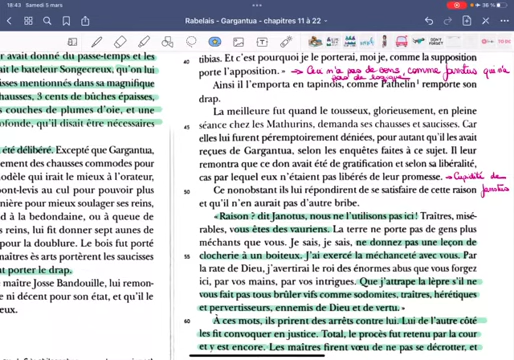 18:43 Samedi 5 mars
36 %
Rabelais - Gargantua - chapitres 11 à 22
r avait donné du passe-temps et les
ait le bateleur Songecreux, qu'on lui
isses mentionnés dans sa magnifique
hausses, 3 cents de bûches épaisses,
s couches de plumes d'oie, et une
ofonde, qu'il disait être nécessaires
été délibéré. Excepté que Gargantua,
ement des chausses commodes pour
odèle qui irait le mieux à l'orateur,
pont-levis au cul pour pouvoir plus
nière pour mieux soulager ses reins,
d à la bedondaine, ou à queue de
s reins, lui fit donner sept aunes de
pour la doublure. Le bois fut porté
naîtres ès arts portèrent les saucisses
t porter le drap.
maître Josse Bandouille, lui remon-
ni décent pour son état, et qu'il le
eux.
40 tibias. Et c'est pourquoi je le porterai, moi je, comme la supposition
porte l'apposition. » → Ceci n'a pas de sens, comme Janotus qui n'a
pas de logique
Ainsi il l'emporta en tapinois, comme Pathelin remporte son
drap.
La meilleure fut quand le tousseux, glorieusement, en pleine
45 séance chez les Mathurins, demanda ses chausses et saucisses. Car
elles lui furent péremptoirement déniées, pour autant qu'il les avait
reçues de Gargantua, selon les enquêtes faites à ce sujet. Il leur
remontra que ce don avait été de gratification et selon sa libéralité,
cas par lequel eux n'étaient pas libérés de leur promesse. → Cupidité de
Janotus
50 Ce nonobstant ils lui répondirent de se satisfaire de cette raison
et qu'il n'en aurait pas d'autre bribe.
« Raison ? dit Janotus, nous ne l'utilisons pas ici ! Traîtres, misé-
rables, vous êtes des vauriens. La terre ne porte pas de gens plus
méchants que vous. Je sais, je sais, ne donnez pas une leçon de
55 clocherie à un boiteux. J'ai exercé la méchanceté avec vous. Par
la rate de Dieu, j'avertirai le roi des énormes abus que vous forgez
ici, par vos mains, par vos intrigues. Que j'attrape la lèpre s'il ne
vous fait pas tous brûler vifs comme sodomites, traîtres, hérétiques
et pervertisseurs, ennemis de Dieu et de vertu. »
60 À ces mots, ils prirent des arrêts contre lui. Lui de l'autre côté
les fit convoquer en justice. Total, le procès fut retenu par la cour
et y est encore. Les maîtres firent vœu de ne pas se décrotter, et